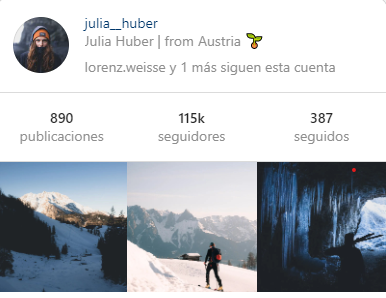 julia__huber
Julia Huber | from Austria 🌱
lorenz.weisse y 1 más siguen esta cuenta
890 115k 387
publicaciones seguidores seguidos